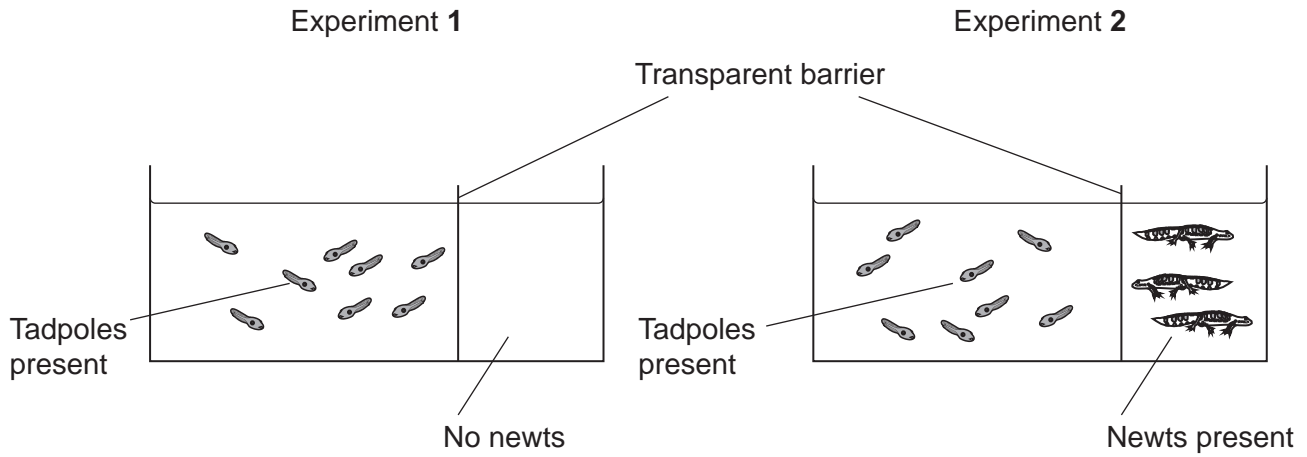 Experiment 1
Experiment 2
Transparent barrier
Tadpoles
present
No newts
Tadpoles
present
Newts present